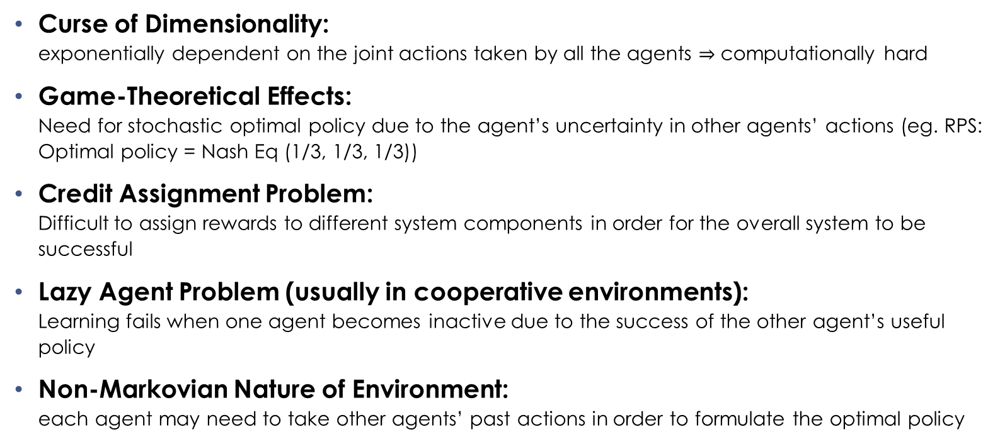 • Curse of Dimensionality:
exponentially dependent on the joint actions taken by all the agents ⇒ computationally hard
• Game-Theoretical Effects:
Need for stochastic optimal policy due to the agent’s uncertainty in other agents’ actions (eg. RPS:
Optimal policy = Nash Eq (1/3, 1/3, 1/3))
• Credit Assignment Problem:
Difficult to assign rewards to different system components in order for the overall system to be
successful
• Lazy Agent Problem (usually in cooperative environments):
Learning fails when one agent becomes inactive due to the success of the other agent’s useful
policy
• Non-Markovian Nature of Environment:
each agent may need to take other agents’ past actions in order to formulate the optimal policy